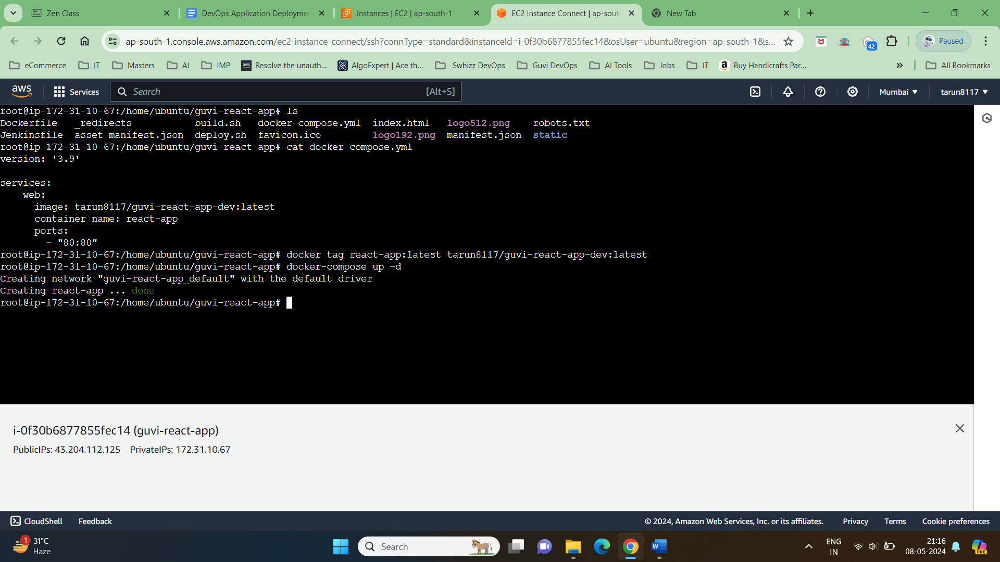 Zen Class
DevOps Application Deploymen
Instances | EC2 | ap-south-1
EC2 Instance Connect | ap-sout
New Tab
ap-south-1.console.aws.amazon.com/ec2-instance-connect/ssh?connType=standard&instanceId=i-0f30b6877855fec14&osUser=ubuntu&region=ap-south-1&s...
42
Paused
eCommerce
IT
Masters
AI
IMP
aws
Resolve the unauth...
AlgoExpert | Ace th...
Swhizz DevOps
Guvi DevOps
AI Tools
Jobs
IT
Buy Handicrafts Par...
All Bookmarks
aws
Services
Search
[Alt+S]
Mumbai
tarun8117
root@ip-172-31-10-67:/home/ubuntu/guvi-react-app# ls
Dockerfile _redirects build.sh docker-compose.yml index.html logo512.png robots.txt
Jenkinsfile asset-manifest.json deploy.sh favicon.ico logo192.png manifest.json static
root@ip-172-31-10-67:/home/ubuntu/guvi-react-app# cat docker-compose.yml
version: '3.9'
services:
web:
image: tarun8117/guvi-react-app-dev:latest
container_name: react-app
ports:
- "80:80"
root@ip-172-31-10-67:/home/ubuntu/guvi-react-app# docker tag react-app:latest tarun8117/guvi-react-app-dev:latest
root@ip-172-31-10-67:/home/ubuntu/guvi-react-app# docker-compose up -d
Creating network "guvi-react-app_default" with the default driver
Creating react-app ... done
root@ip-172-31-10-67:/home/ubuntu/guvi-react-app#
i-0f30b6877855fec14 (guvi-react-app)
PublicIPs: 43.204.112.125 PrivateIPs: 172.31.10.67
CloudShell
Feedback
© 2024, Amazon Web Services, Inc. or its affiliates.
Privacy
Terms
Cookie preferences
1
31°C
Haze
Search
ENG
IN
21:16
08-05-2024
PRE